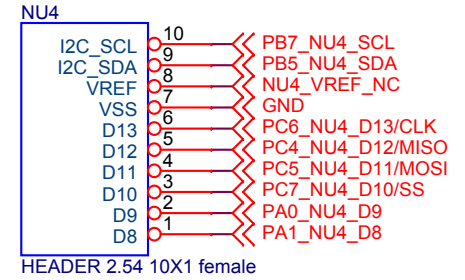 NU4
I2C_SCL 10 PB7_NU4_SCL
I2C_SDA 9 PB5_NU4_SDA
VREF 8 NU4_VREF_NC
VSS 7 GND
D13 6 PC6_NU4_D13/CLK
D12 5 PC4_NU4_D12/MISO
D11 4 PC5_NU4_D11/MOSI
D10 3 PC7_NU4_D10/SS
D9 2 PA0_NU4_D9
D8 1 PA1_NU4_D8
HEADER 2.54 10X1 female